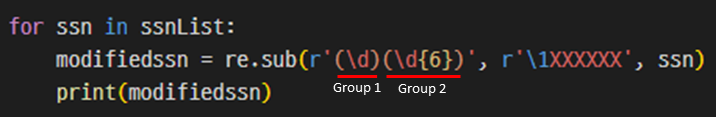 for ssn in ssnList:
    modifiedssn = re.sub(r'(\d)(\d{6})', r'\1XXXXXX', ssn)
Group 1 Group 2
    print(modifiedssn)